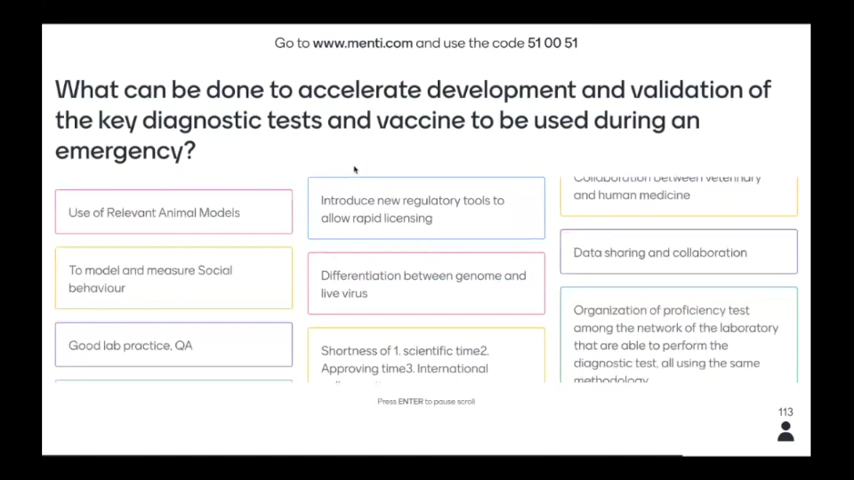 Go to www.menti.com and use the code 51 00 51
What can be done to accelerate development and validation of
the key diagnostic tests and vaccine to be used during an
emergency?
Use of Relevant Animal Models
To model and measure Social
behaviour
Good lab practice, QA
Introduce new regulatory tools to
allow rapid licensing
Differentiation between genome and
live virus
Shortness of 1. scientific time2.
Approving time3. International
Collaboration between veterinary
and human medicine
Data sharing and collaboration
Organization of proficiency test
among the network of the laboratory
that are able to perform the
diagnostic test, all using the same
methodology
Press ENTER to pause scroll
113